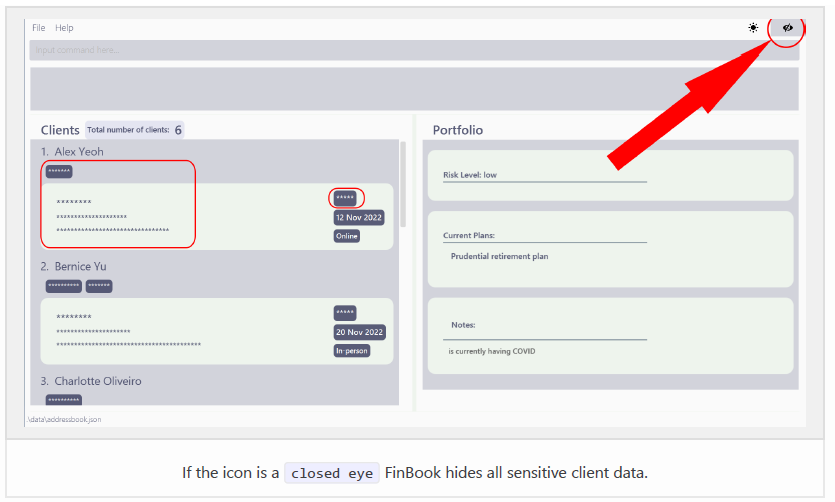 File Help
Input command here...
Clients Total number of clients: 6
Portfolio
1. Alex Yeoh
*******
********
********************
********************************
*****
12 Nov 2022
Online
2. Bernice Yu
********** *******
********
*********************
*****************************************
*****
20 Nov 2022
In-person
3. Charlotte Oliveiro
**********
Risk Level: low
Current Plans:
Prudential retirement plan
Notes:
is currently having COVID
.\data\addressbook.json
If the icon is a closed eye FinBook hides all sensitive client data.